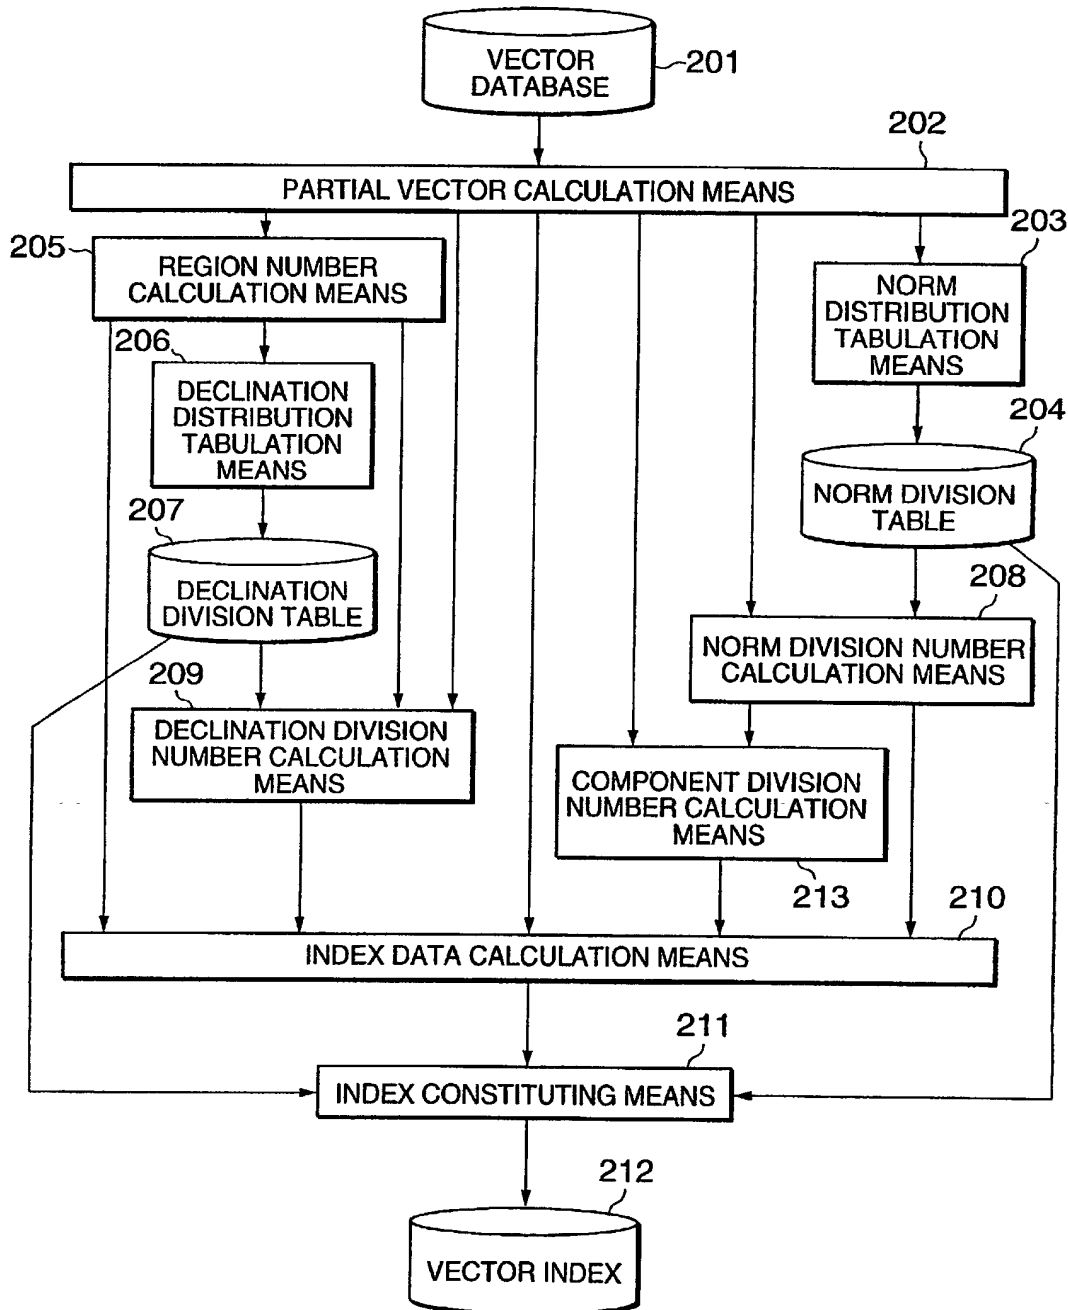 VECTOR
DATABASE
201
202
PARTIAL VECTOR CALCULATION MEANS
205
REGION NUMBER
CALCULATION MEANS
203
NORM
DISTRIBUTION
TABULATION
MEANS
206
DECLINATION
DISTRIBUTION
TABULATION
MEANS
204
NORM DIVISION
TABLE
207
DECLINATION
DIVISION TABLE
208
NORM DIVISION NUMBER
CALCULATION MEANS
209
DECLINATION DIVISION
NUMBER CALCULATION
MEANS
COMPONENT DIVISION
NUMBER CALCULATION
MEANS
213
210
INDEX DATA CALCULATION MEANS
211
INDEX CONSTITUTING MEANS
212
VECTOR INDEX